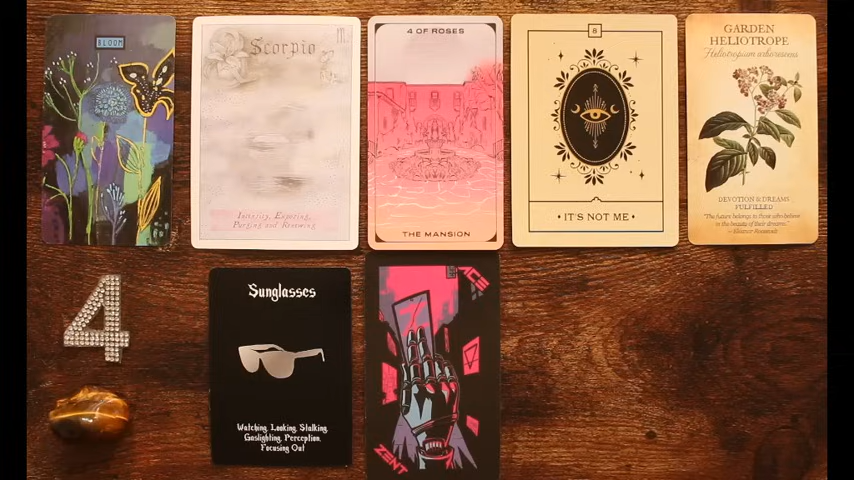 BLOOM
Scorpio
♏
Intensity, Exposing,
Purging and Renewing
4 OF ROSES
THE MANSION
8
• IT'S NOT ME •
GARDEN
HELIOTROPE
Heliotropium arborescens
DEVOTION & DREAMS
FULFILLED
"The future belongs to those who believe
in the beauty of their dreams."
– Eleanor Roosevelt
4
Sunglasses
Watching, Looking, Stalking,
Gaslighting, Perception,
Focusing Out
ACE
ZENT